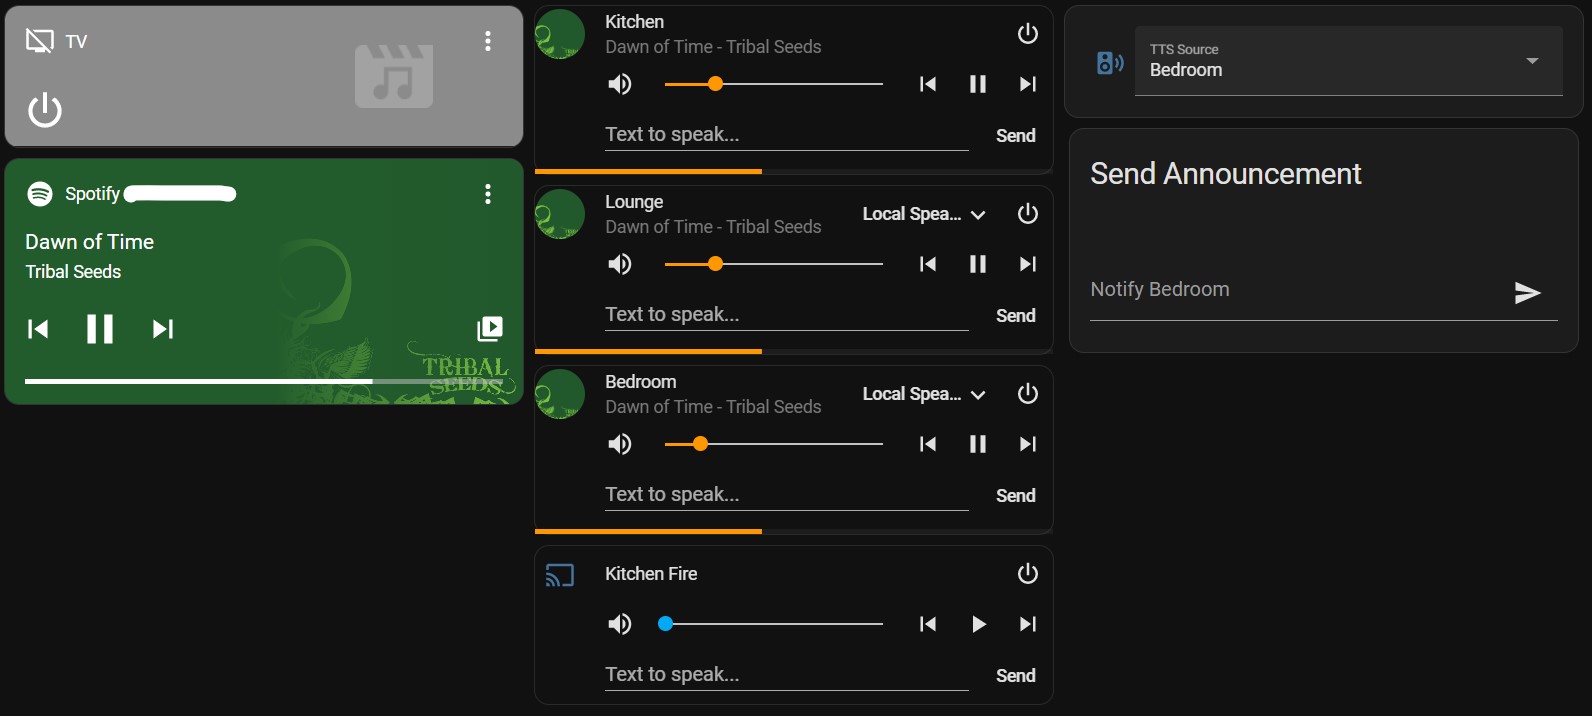 TV
Spotify
Dawn of Time
Tribal Seeds
TRIBAL
SEEDS
Kitchen
Dawn of Time - Tribal Seeds
Text to speak...
Send
Lounge
Local Spea...
Dawn of Time - Tribal Seeds
Text to speak...
Send
Bedroom
Local Spea...
Dawn of Time - Tribal Seeds
Text to speak...
Send
Kitchen Fire
Text to speak...
Send
TTS Source
Bedroom
Send Announcement
Notify Bedroom